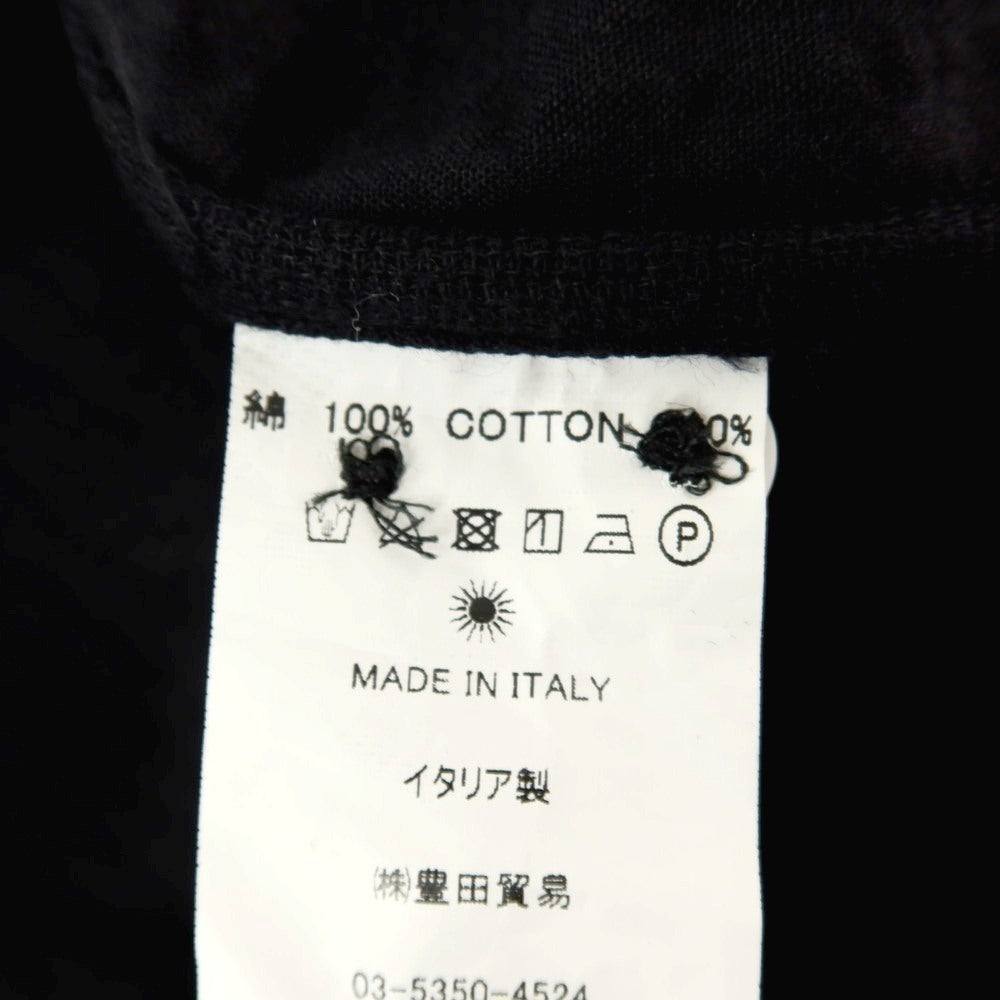 綿 100% COTTON 0%
P
MADE IN ITALY
イタリア製
㈱豊田貿易
03-5350-4524